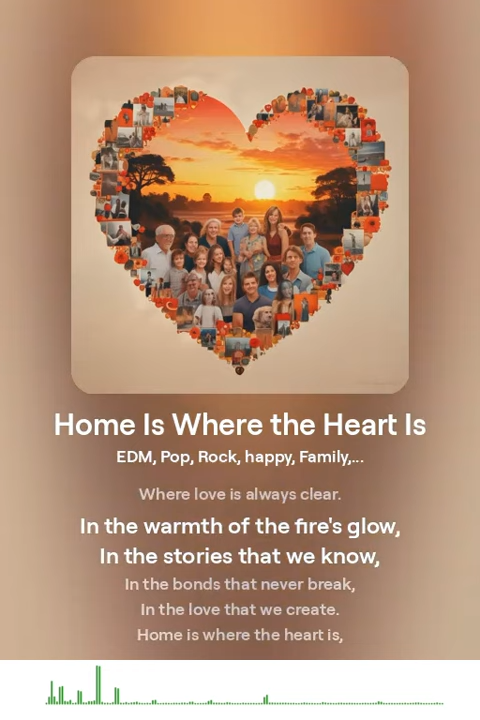 Home Is Where the Heart Is
EDM, Pop, Rock, happy, Family,...
Where love is always clear.
In the warmth of the fire's glow,
In the stories that we know,
In the bonds that never break,
In the love that we create.
Home is where the heart is,